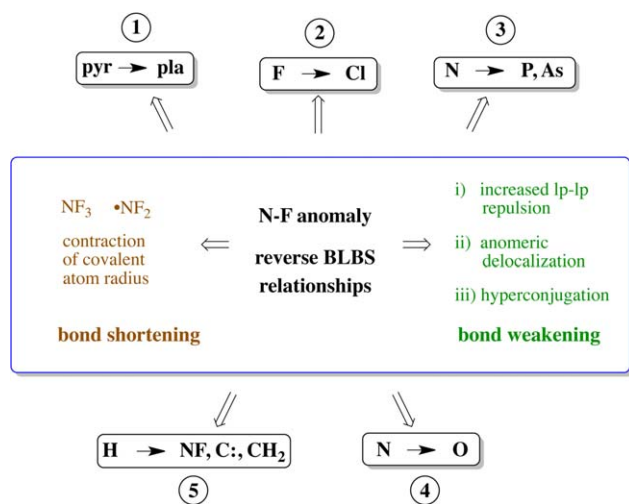 1 2 3
pyr → pla
F → Cl
N → P, As
NF₃ •NF₂
contraction
of covalent
atom radius
bond shortening
N-F anomaly
reverse BLBS
relationships
i) increased lp-lp
repulsion
ii) anomeric
delocalization
iii) hyperconjugation
bond weakening
H → NF, C:, CH₂
N → O
5 4